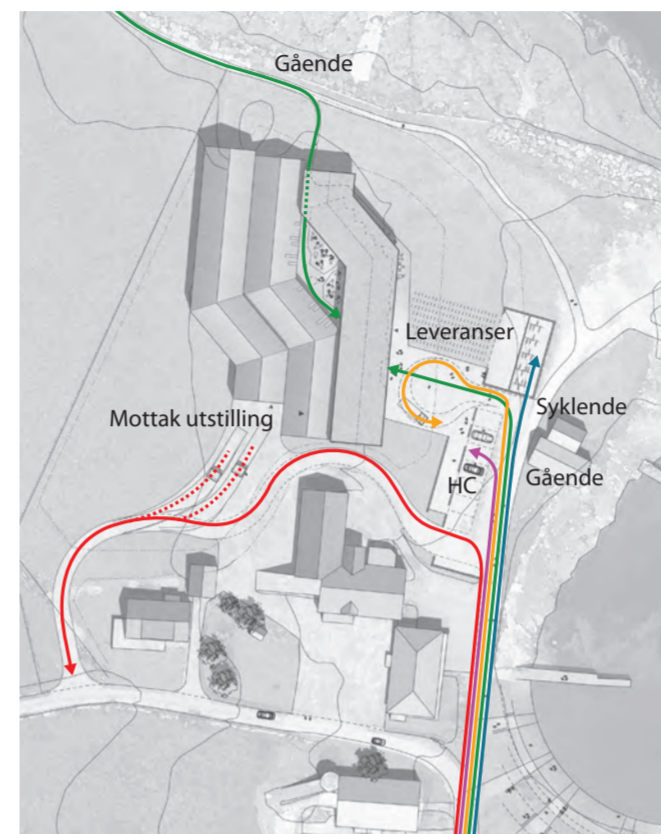 Gående
Leveranser
Syklende
Mottak utstilling
HC
Gående